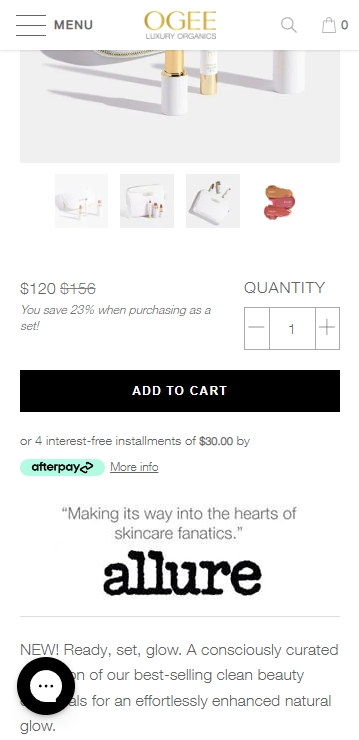 MENU
OGEE
LUXURY ORGANICS
0
$120 $156
You save 23% when purchasing as a
set!
QUANTITY
1
ADD TO CART
or 4 interest-free installments of $30.00 by
afterpay More info
“Making its way into the hearts of
skincare fanatics.”
allure
NEW! Ready, set, glow. A consciously curated
of our best-selling clean beauty
for an effortlessly enhanced natural
glow.